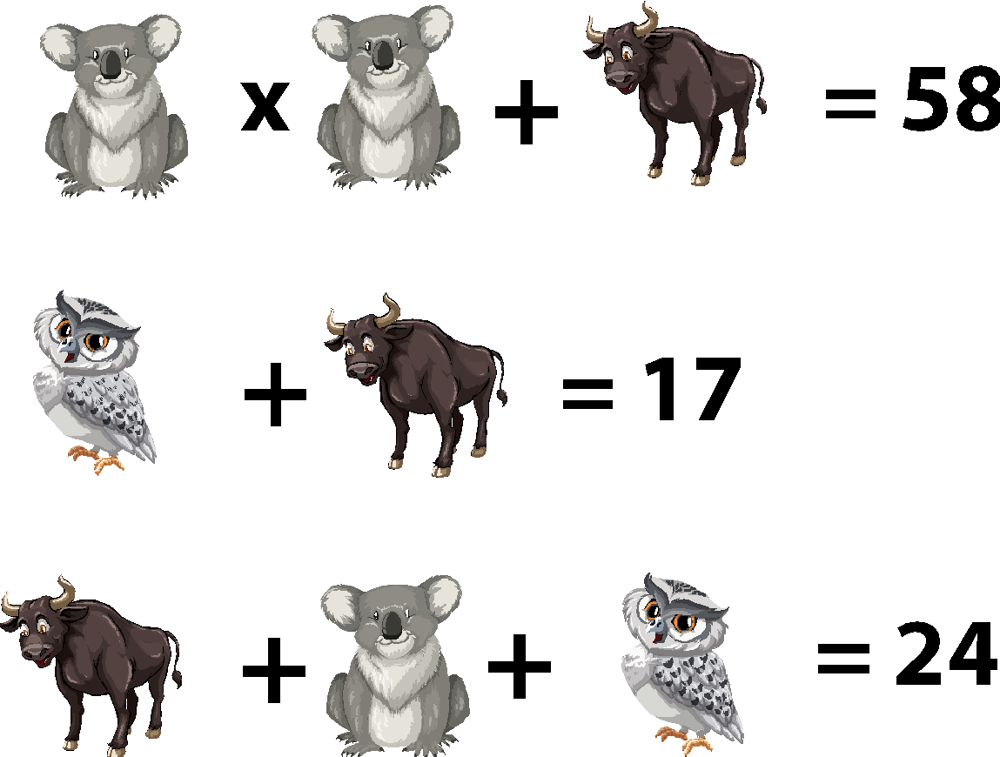 x + = 58
+ = 17
+ + = 24